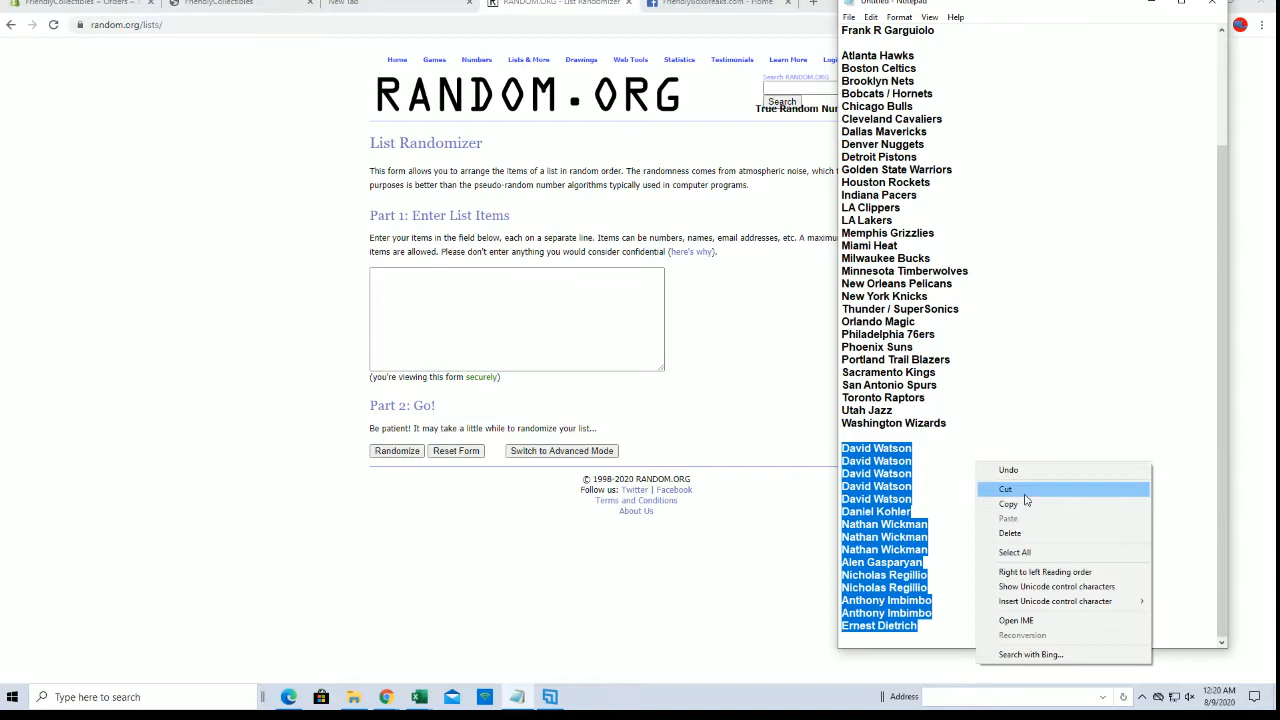 FriendlyCollectibles ~ Orders ~
FriendlyCollectibles
New Tab
RANDOM.ORG - List Randomizer
FriendlyBoxBreaks.com - Home
random.org/lists/
Home Games Numbers Lists & More Drawings Web Tools Statistics Testimonials Learn More Logi
Search RANDOM.ORG
RANDOM.ORG
Search
True Random Nun
List Randomizer
This form allows you to arrange the items of a list in random order. The randomness comes from atmospheric noise, which f
purposes is better than the pseudo-random number algorithms typically used in computer programs.
Part 1: Enter List Items
Enter your items in the field below, each on a separate line. Items can be numbers, names, email addresses, etc. A maximu
items are allowed. Please don't enter anything you would consider confidential (here's why).
(you're viewing this form securely)
Part 2: Go!
Be patient! It may take a little while to randomize your list...
Randomize Reset Form Switch to Advanced Mode
© 1998-2020 RANDOM.ORG
Follow us: Twitter | Facebook
Terms and Conditions
About Us
Untitled - Notepad
File Edit Format View Help
Frank R Garguiolo
Atlanta Hawks
Boston Celtics
Brooklyn Nets
Bobcats / Hornets
Chicago Bulls
Cleveland Cavaliers
Dallas Mavericks
Denver Nuggets
Detroit Pistons
Golden State Warriors
Houston Rockets
Indiana Pacers
LA Clippers
LA Lakers
Memphis Grizzlies
Miami Heat
Milwaukee Bucks
Minnesota Timberwolves
New Orleans Pelicans
New York Knicks
Thunder / SuperSonics
Orlando Magic
Philadelphia 76ers
Phoenix Suns
Portland Trail Blazers
Sacramento Kings
San Antonio Spurs
Toronto Raptors
Utah Jazz
Washington Wizards
David Watson
David Watson
David Watson
David Watson
David Watson
Daniel Kohler
Nathan Wickman
Nathan Wickman
Nathan Wickman
Alen Gasparyan
Nicholas Regillio
Nicholas Regillio
Anthony Imbimbo
Anthony Imbimbo
Ernest Dietrich
Undo
Cut
Copy
Paste
Delete
Select All
Right to left Reading order
Show Unicode control characters
Insert Unicode control character
Open IME
Reconversion
Search with Bing...
Type here to search
Address
12:20 AM
8/9/2020